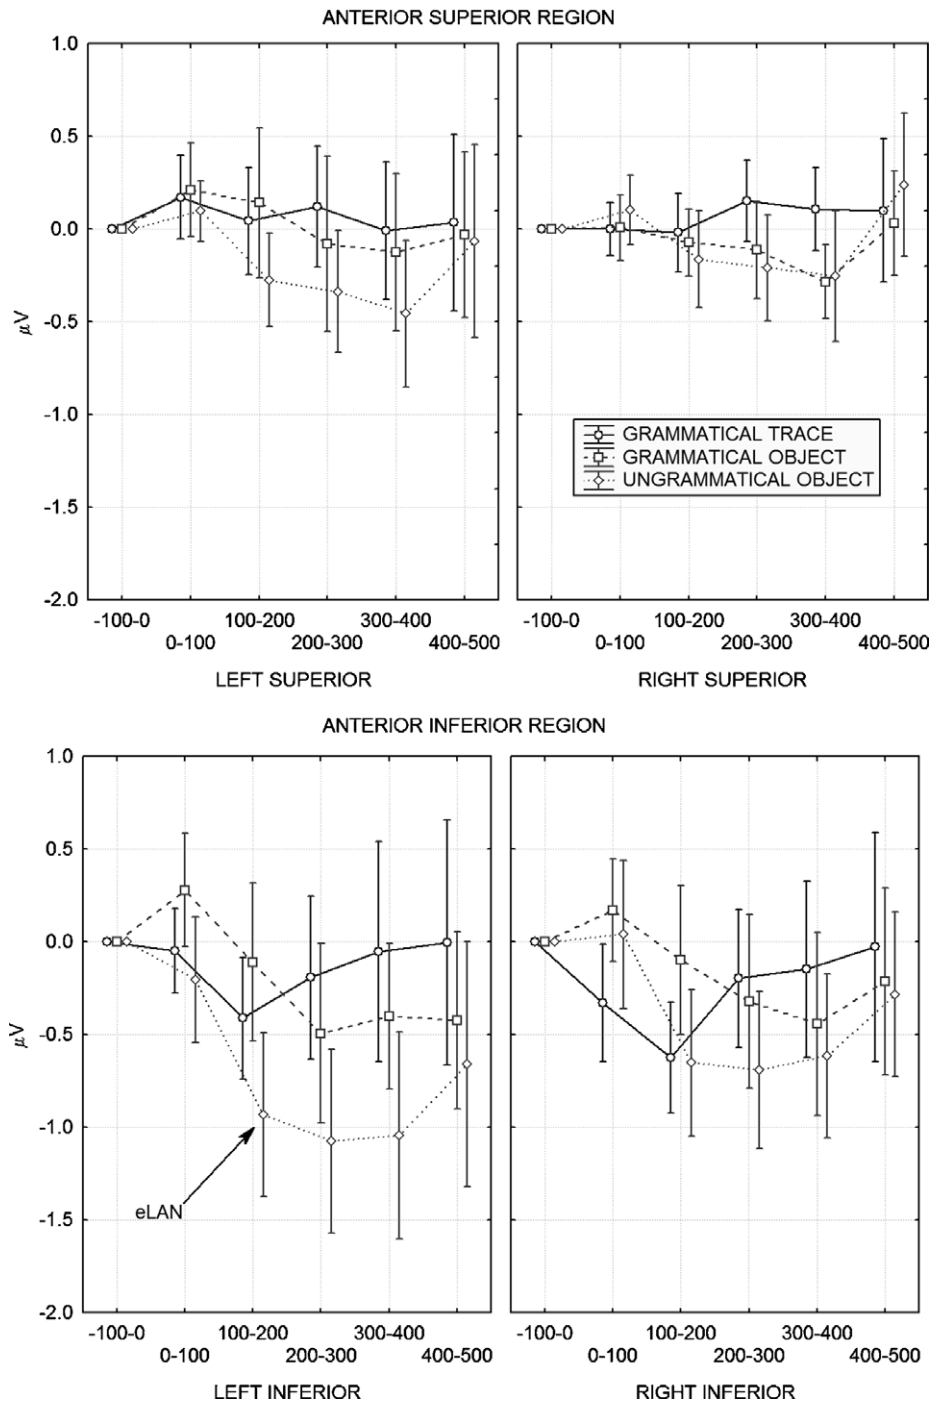 ANTERIOR SUPERIOR REGION
1.0
0.5
0.0
-0.5
-1.0
-1.5
-2.0
μV
GRAMMATICAL TRACE
GRAMMATICAL OBJECT
UNGRAMMATICAL OBJECT
-100-0 100-200 300-400 -100-0 100-200 300-400
0-100 200-300 400-500 0-100 200-300 400-500
LEFT SUPERIOR RIGHT SUPERIOR
ANTERIOR INFERIOR REGION
1.0
0.5
0.0
-0.5
-1.0
-1.5
-2.0
μV
eLAN
-100-0 100-200 300-400 -100-0 100-200 300-400
0-100 200-300 400-500 0-100 200-300 400-500
LEFT INFERIOR RIGHT INFERIOR